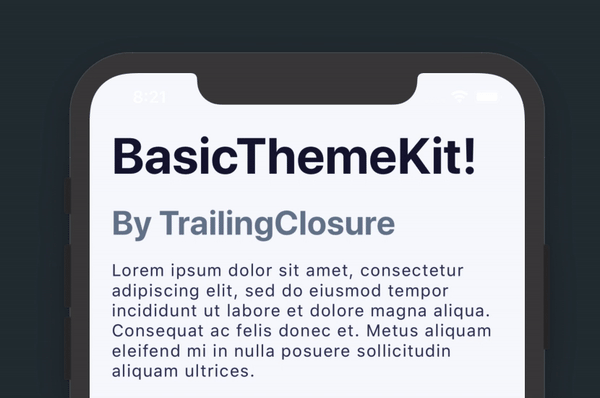 8:21
BasicThemeKit!
By TrailingClosure
Lorem ipsum dolor sit amet, consectetur
adipiscing elit, sed do eiusmod tempor
incididunt ut labore et dolore magna aliqua.
Consequat ac felis donec et. Metus aliquam
eleifend mi in nulla posuere sollicitudin
aliquam ultrices.